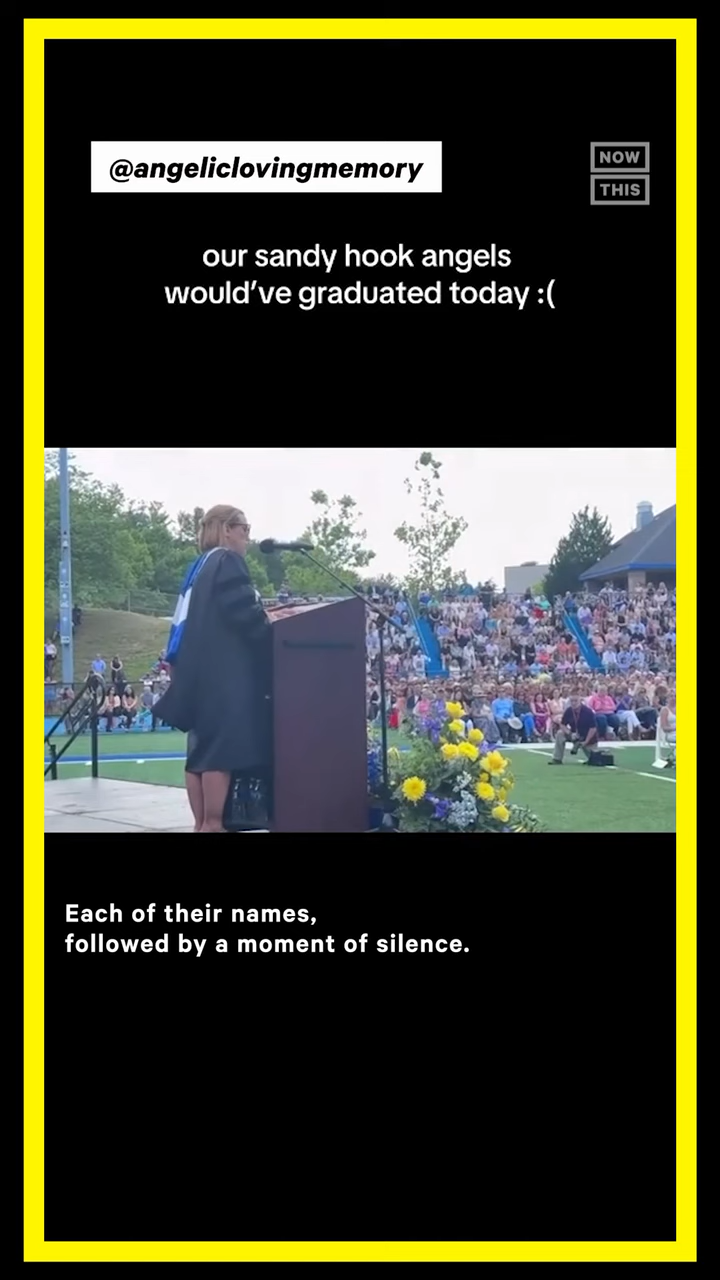 @angeliclovingmemory
NOW
THIS
our sandy hook angels
would've graduated today :(
Each of their names,
followed by a moment of silence.